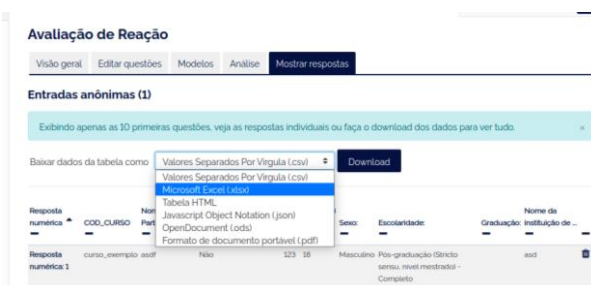 Avaliação de Reação
Visão geral Editar questões Modelos Análise Mostrar respostas
Entradas anônimas (1)
Exibindo apenas as 10 primeiras questões, veja as respostas individuais ou faça o download dos dados para ver tudo. ×
Baixar dados da tabela como Valores Separados Por Virgula (.csv) Download
Valores Separados Por Virgula (.csv)
Microsoft Excel (.xlsx)
Tabela HTML
Javascript Object Notation (.json)
OpenDocument (.ods)
Formato de documento portável (.pdf)
Resposta Nome da
numérica COD_CURSO Part Sexo: Escolaridade: Graduação: instituição de ...
Resposta curso_exemplo asdf Não 123 18 Masculino Pós-graduação (Stricto asd
numérica: 1 sensu, nível mestrado) -
Completo